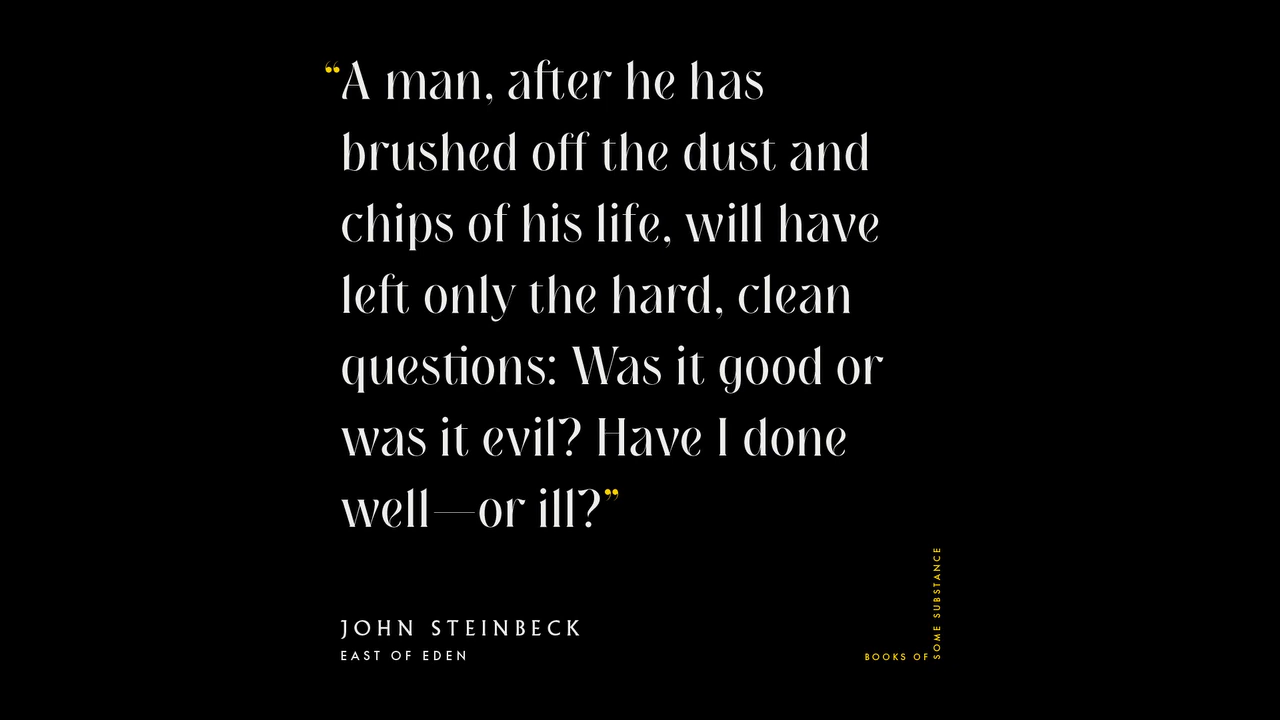 “A man, after he has
brushed off the dust and
chips of his life, will have
left only the hard, clean
questions: Was it good or
was it evil? Have I done
well—or ill?”
JOHN STEINBECK
EAST OF EDEN
BOOKS OF
SOME SUBSTANCE